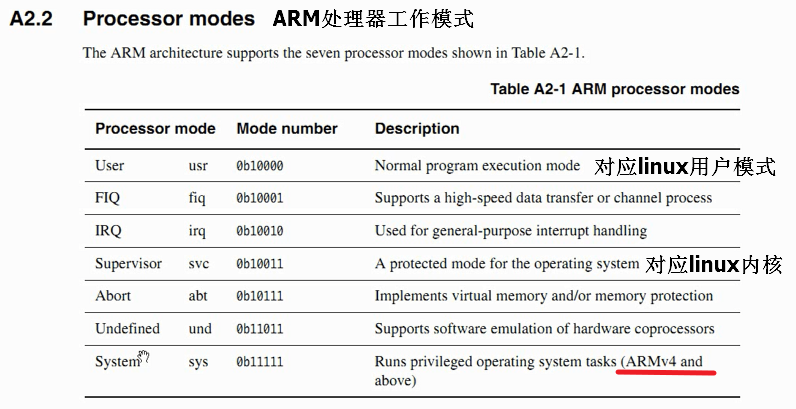 A2.2 Processor modes ARM处理器工作模式
The ARM architecture supports the seven processor modes shown in Table A2-1.
Table A2-1 ARM processor modes
Processor mode Mode number Description
User usr 0b10000 Normal program execution mode 对应linux用户模式
FIQ fiq 0b10001 Supports a high-speed data transfer or channel process
IRQ irq 0b10010 Used for general-purpose interrupt handling
Supervisor svc 0b10011 A protected mode for the operating system 对应linux内核
Abort abt 0b10111 Implements virtual memory and/or memory protection
Undefined und 0b11011 Supports software emulation of hardware coprocessors
System sys 0b11111 Runs privileged operating system tasks (ARMv4 and
above)